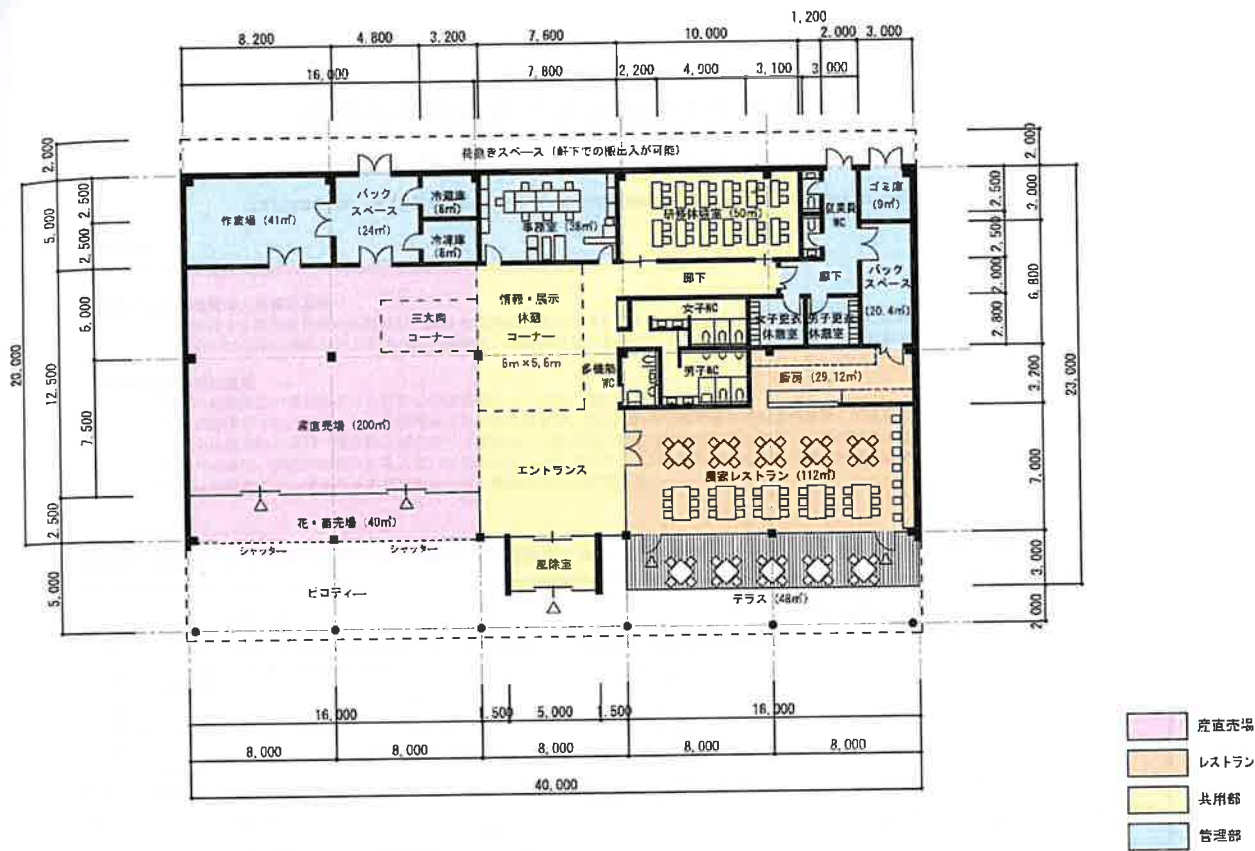 1,200
8,200
4,800
3,200
7,600
10,000
2,000
3,000
16,000
7,800
2,200
4,900
3,100
3,000
荷捌きスペース (軒下での搬出入が可能)
2,000
20,000
5,000
2,500
2,500
12,500
6,000
7,500
2,500
5,000
2,000
2,500
2,000
2,500
2,000
2,800
6,800
3,200
7,000
3,000
2,000
23,000
作業場 (41㎡)
バック
スペース
(24㎡)
冷蔵庫
(8㎡)
冷凍庫
(8㎡)
事務室 (38㎡)
研修休憩室 (50㎡)
従業員
WC
ゴミ庫
(9㎡)
廊下
廊下
バック
スペース
(20.4㎡)
情報・展示
休憩
コーナー
6m×5,6m
三大肉
コーナー
女子WC
女子更衣
休憩室
男子更衣
休憩室
多機能
WC
男子WC
厨房 (29.12㎡)
産直売場 (200㎡)
エントランス
農家レストラン (112㎡)
花・苗売場 (40㎡)
シャッター
シャッター
風除室
ピロティー
テラス (48㎡)
16,000
1,500
5,000
1,500
16,000
8,000
8,000
8,000
8,000
8,000
40,000
産直売場
レストラン
共用部
管理部